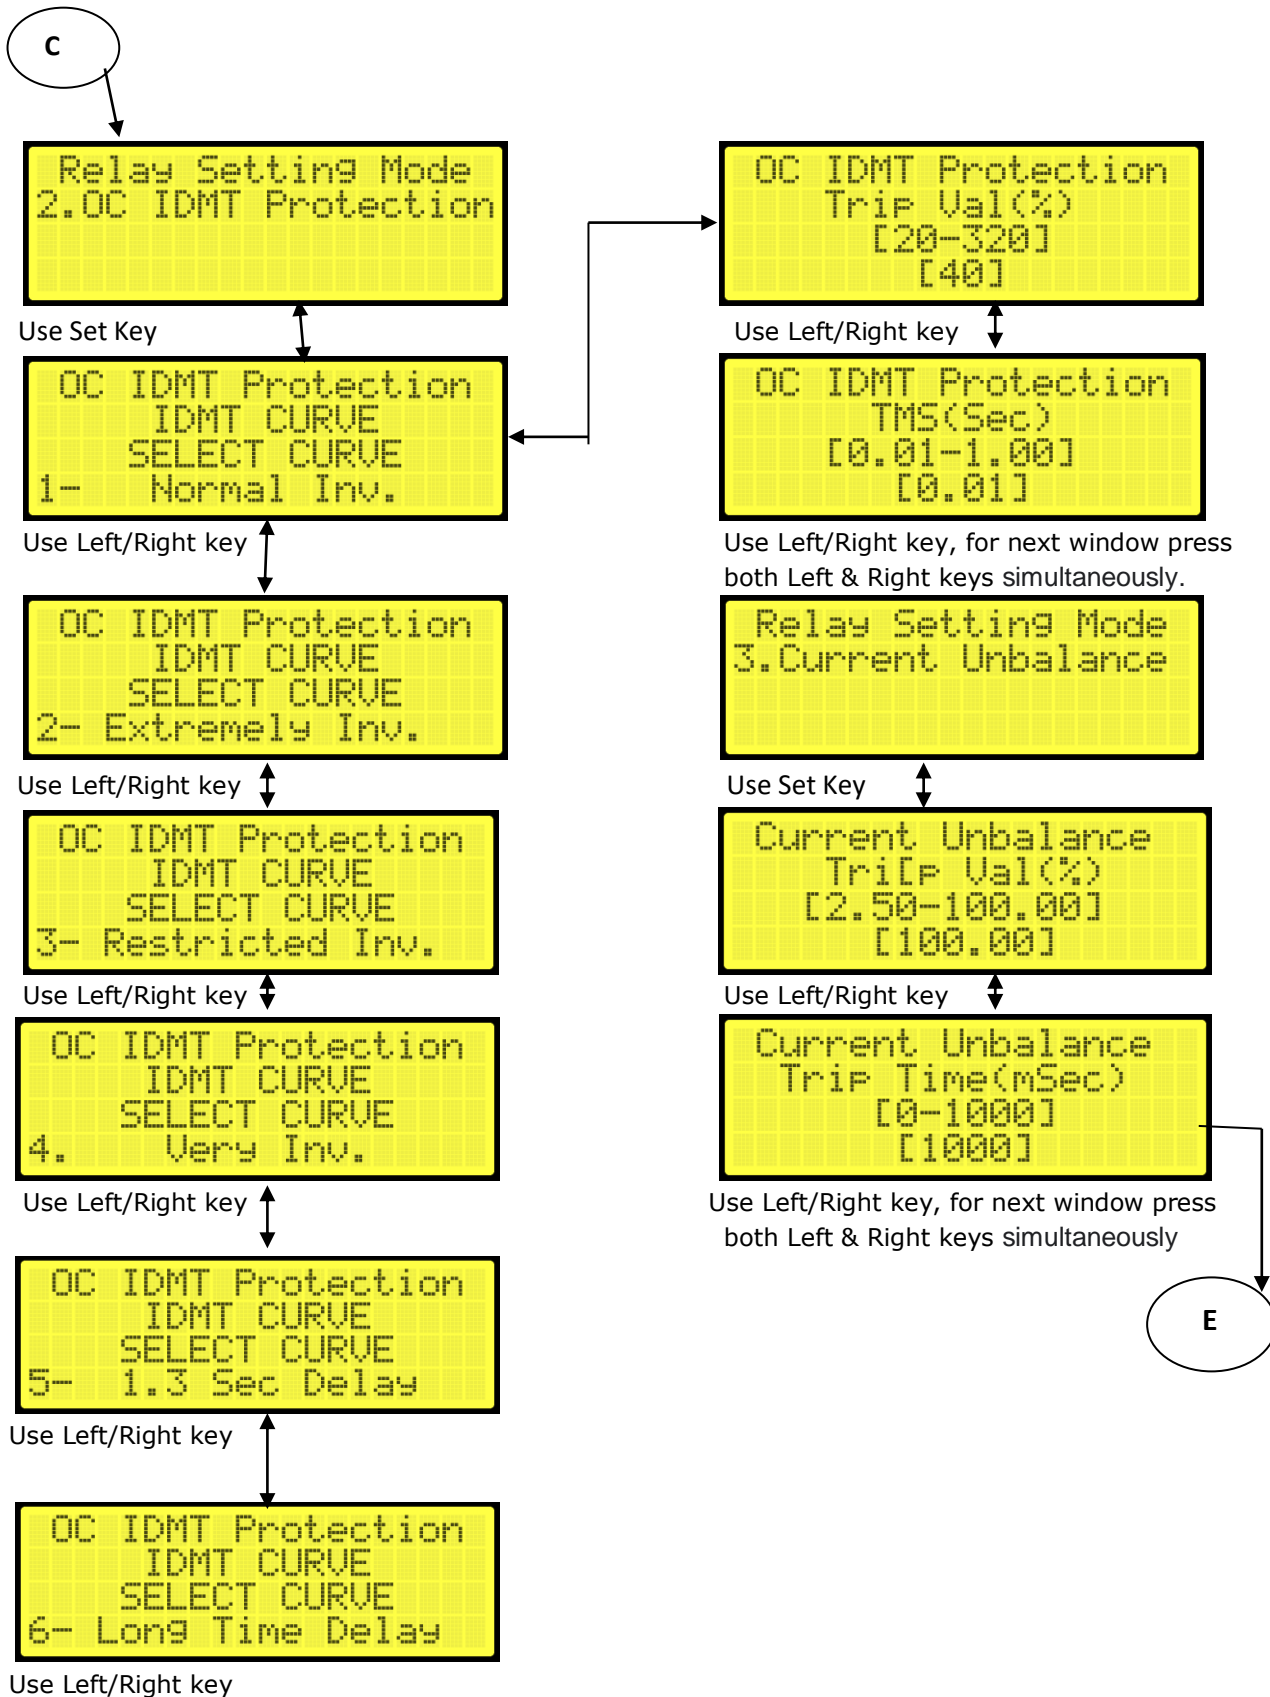 C
Relay Setting Mode
2.OC IDMT Protection
Use Set Key
OC IDMT Protection
IDMT CURVE
SELECT CURVE
1- Normal Inv.
Use Left/Right key
OC IDMT Protection
IDMT CURVE
SELECT CURVE
2- Extremely Inv.
Use Left/Right key
OC IDMT Protection
IDMT CURVE
SELECT CURVE
3- Restricted Inv.
Use Left/Right key
OC IDMT Protection
IDMT CURVE
SELECT CURVE
4. Very Inv.
Use Left/Right key
OC IDMT Protection
IDMT CURVE
SELECT CURVE
5- 1.3 Sec Delay
Use Left/Right key
OC IDMT Protection
IDMT CURVE
SELECT CURVE
6- Long Time Delay
Use Left/Right key
OC IDMT Protection
Trip Val(%)
[20-320]
[40]
Use Left/Right key
OC IDMT Protection
TMS(Sec)
[0.01-1.00]
[0.01]
Use Left/Right key, for next window press
both Left & Right keys simultaneously.
Relay Setting Mode
3.Current Unbalance
Use Set Key
Current Unbalance
Tri[p Val(%)
[2.50-100.00]
[100.00]
Use Left/Right key
Current Unbalance
Trip Time(mSec)
[0-1000]
[1000]
Use Left/Right key, for next window press
both Left & Right keys simultaneously
E